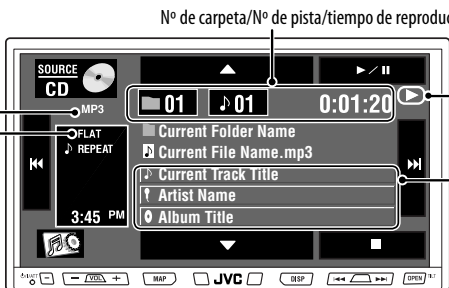 Nº de carpeta/Nº de pista/tiempo de reproduc
SOURCE
CD
MP3
01 01 0:01:20
FLAT
REPEAT
Current Folder Name
Current File Name.mp3
Current Track Title
Artist Name
Album Title
3:45 PM
VOL
MAP
JVC
DISP
OPEN
TILT